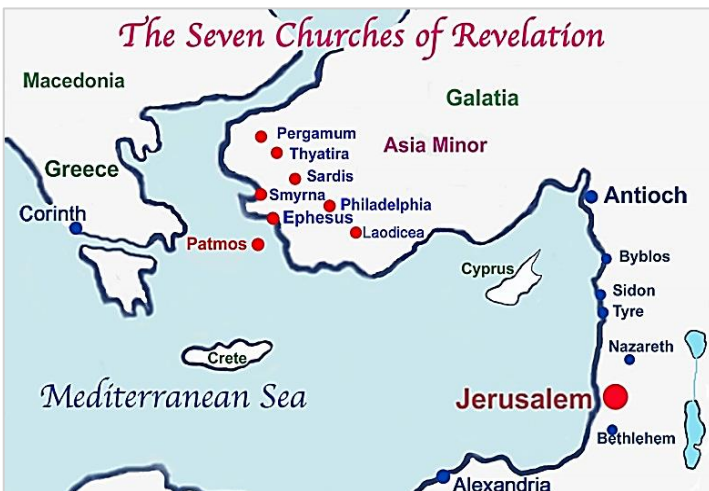 The Seven Churches of Revelation
Macedonia
Galatia
Pergamum
Asia Minor
Thyatira
Greece
Sardis
Smyrna
Philadelphia
Antioch
Corinth
Ephesus
Laodicea
Patmos
Byblos
Cyprus
Sidon
Tyre
Nazareth
Crete
Mediterranean Sea
Jerusalem
Bethlehem
Alexandria